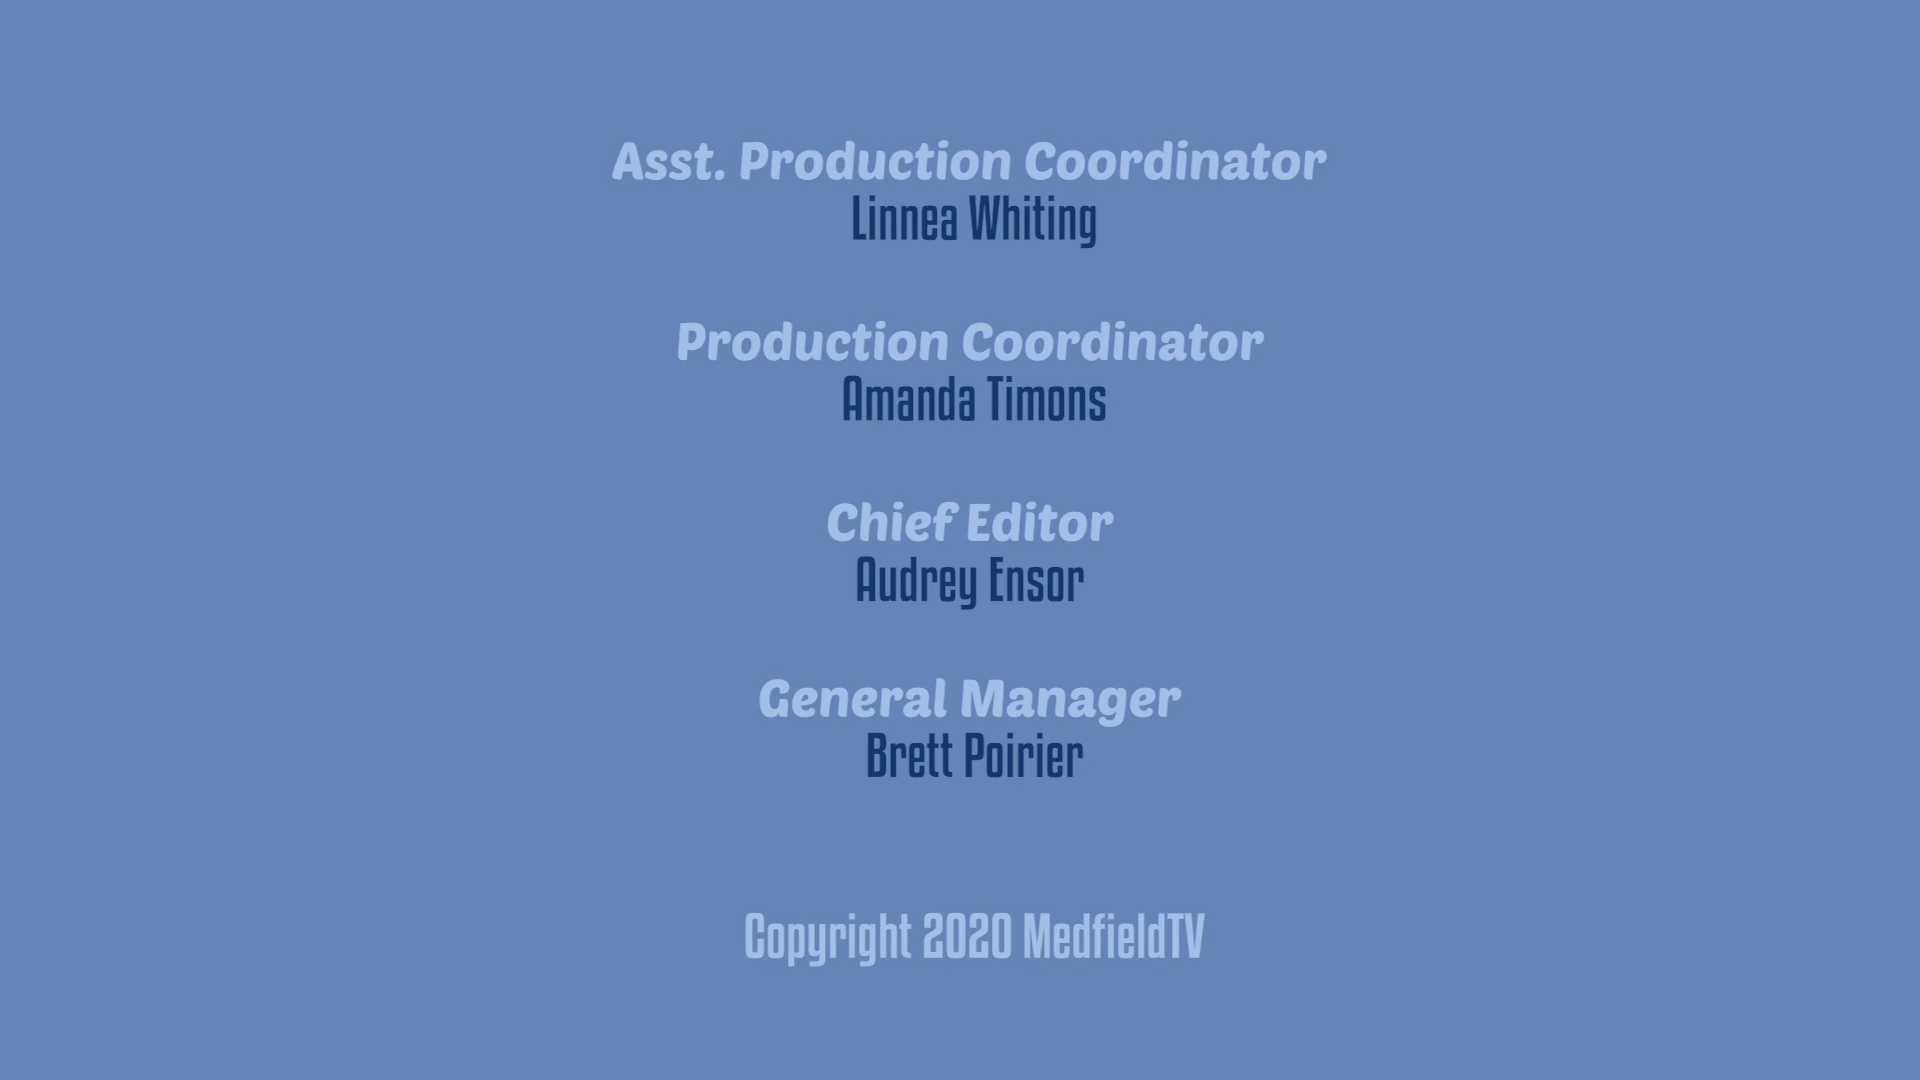 Asst. Production Coordinator
Linnea Whiting
Production Coordinator
Amanda Timons
Chief Editor
Audrey Ensor
General Manager
Brett Poirier
Copyright 2020 MedfieldTV